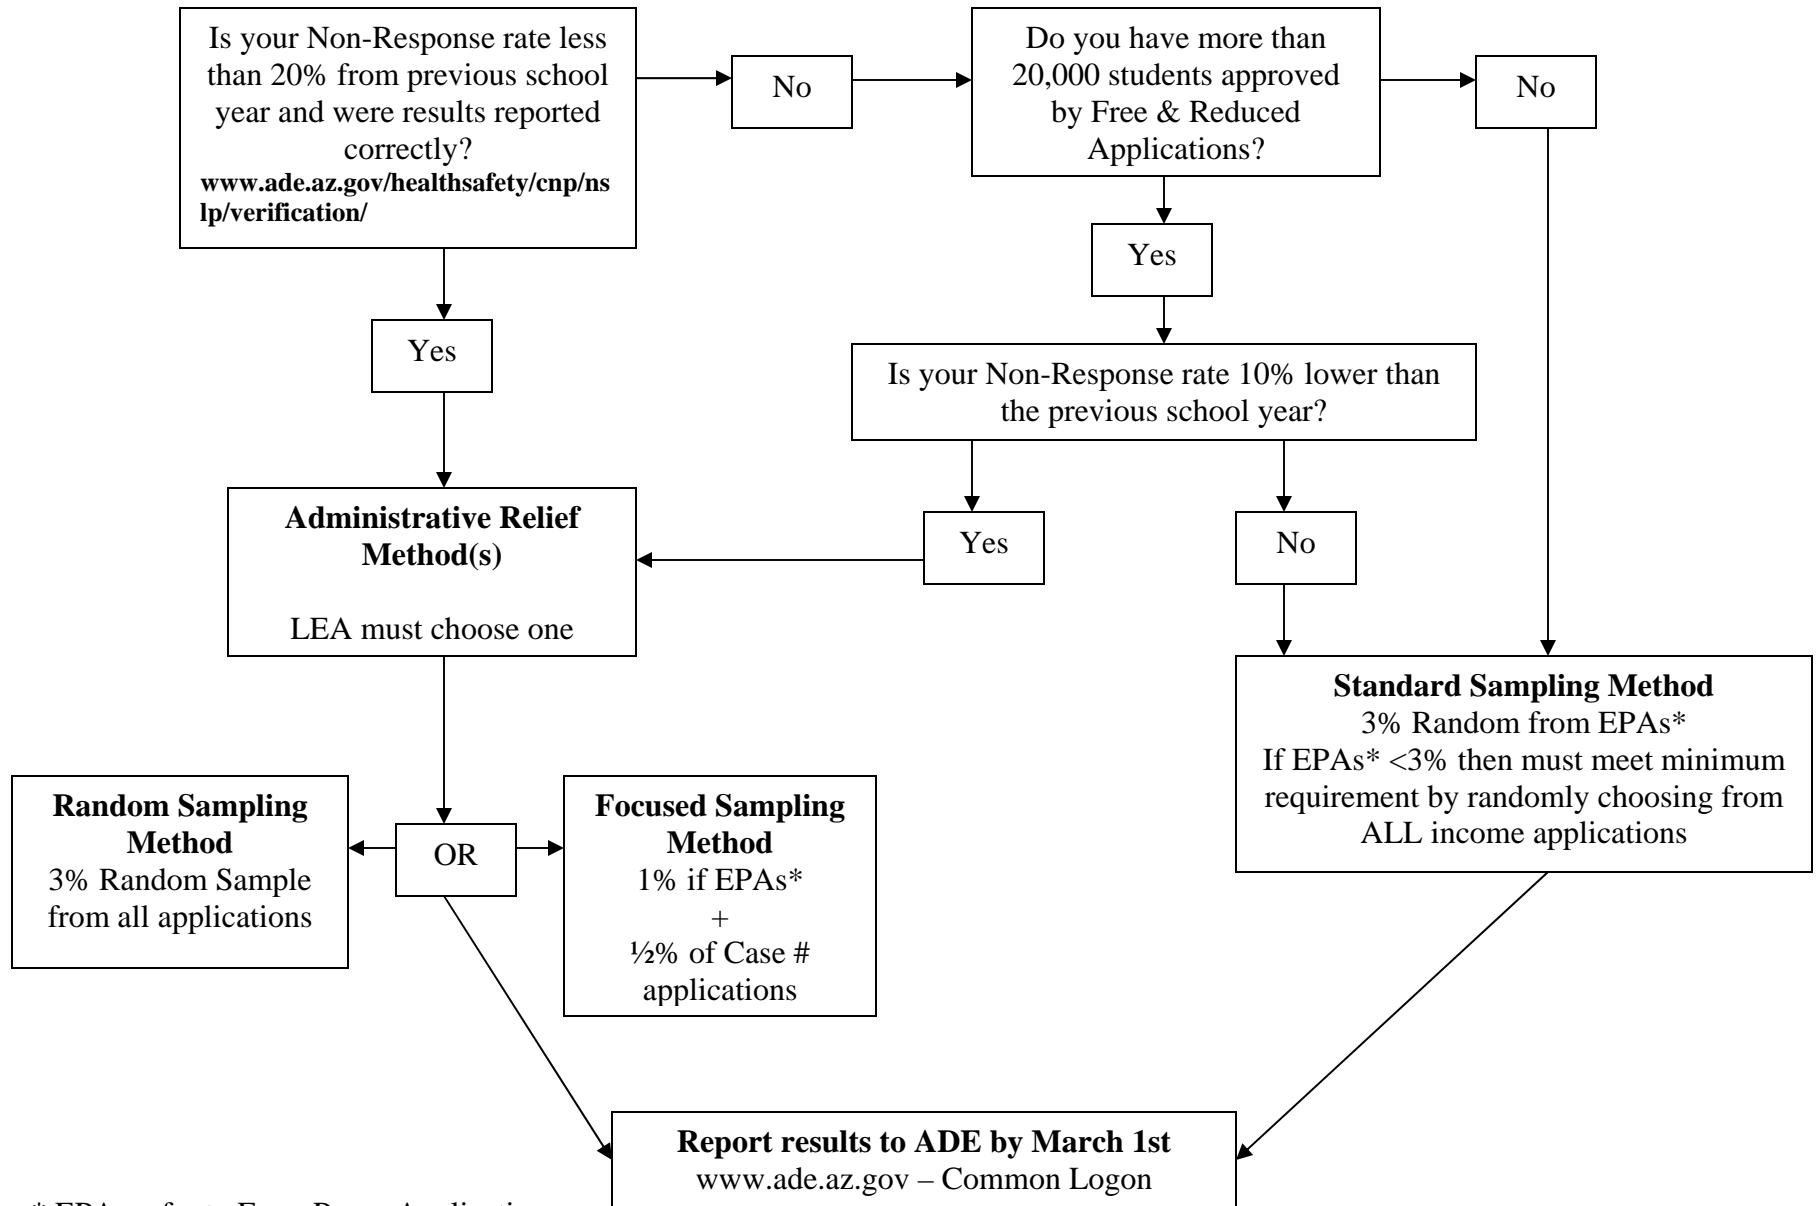 Is your Non-Response rate less
than 20% from previous school
year and were results reported
correctly?
www.ade.az.gov/healthsafety/cnp/ns
lp/verification/
No
Do you have more than
20,000 students approved
by Free & Reduced
Applications?
No
Yes
Yes
Is your Non-Response rate 10% lower than
the previous school year?
Administrative Relief
Method(s)
LEA must choose one
Yes
No
Standard Sampling Method
3% Random from EPAs*
If EPAs* <3% then must meet minimum
requirement by randomly choosing from
ALL income applications
Random Sampling
Method
3% Random Sample
from all applications
OR
Focused Sampling
Method
1% if EPAs*
+
½% of Case #
applications
Report results to ADE by March 1st
www.ade.az.gov – Common Logon